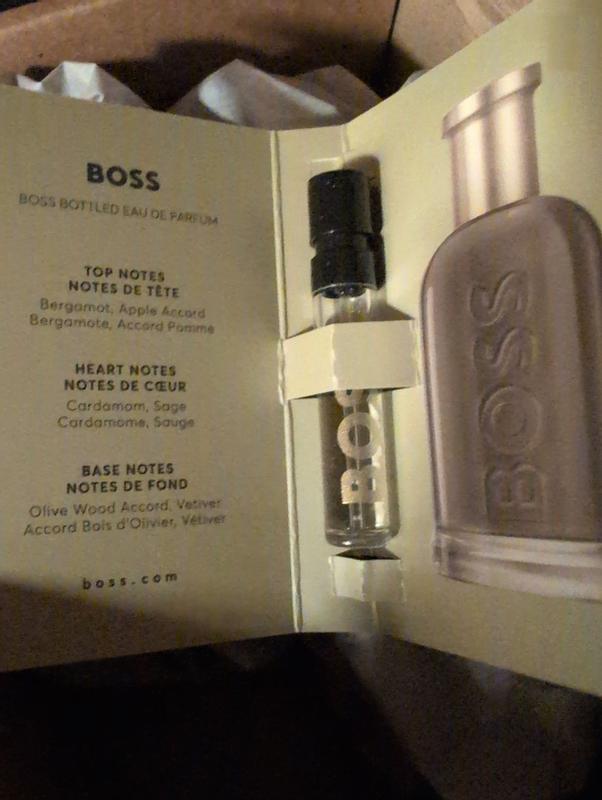 BOSS
BOSS BOTTLED EAU DE PARFUM
TOP NOTES
NOTES DE TÊTE
Bergamot, Apple Accord
Bergamote, Accord Pomme
HEART NOTES
NOTES DE CŒUR
Cardamom, Sage
Cardamome, Sauge
BASE NOTES
NOTES DE FOND
Olive Wood Accord, Vetiver
Accord Bois d'Olivier, Vétiver
boss.com
BOS
BOSS